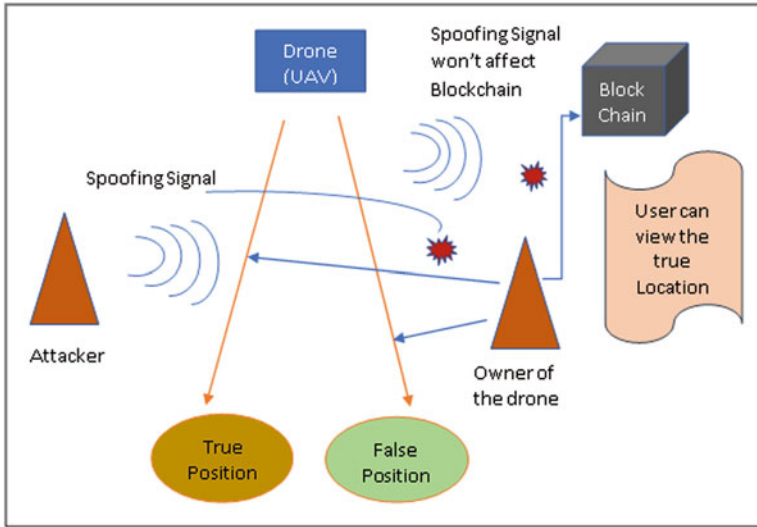 Drone
(UAV)
Spoofing Signal
won't affect
Blockchain
Block
Chain
Spoofing Signal
User can
view the
true
Location
Attacker
Owner of
the drone
True
Position
False
Position